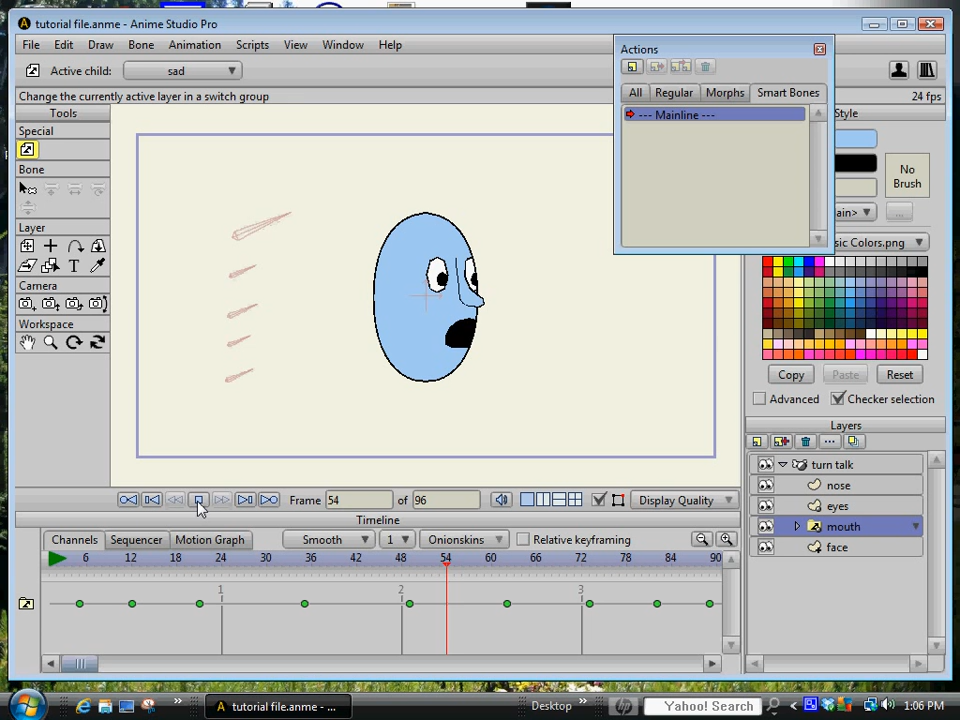 tutorial file.anme - Anime Studio Pro
File Edit Draw Bone Animation Scripts View Window Help
Active child: sad
Change the currently active layer in a switch group
24 fps
Tools
Special
Bone
Layer
T
Camera
Workspace
Actions
All Regular Morphs Smart Bones
--- Mainline ---
Style
No
Brush
ain>
...
sic Colors.png
Copy Paste Reset
Advanced Checker selection
Layers
turn talk
nose
eyes
mouth
face
Frame 54 of 96 Display Quality
Timeline
Channels Sequencer Motion Graph Smooth 1 Onionskins Relative keyframing
6 12 18 24 30 36 42 48 54 60 66 72 78 84 90
1 2 3
tutorial file.anme - ...
Desktop
hp
Yahoo! Search
1:06 PM